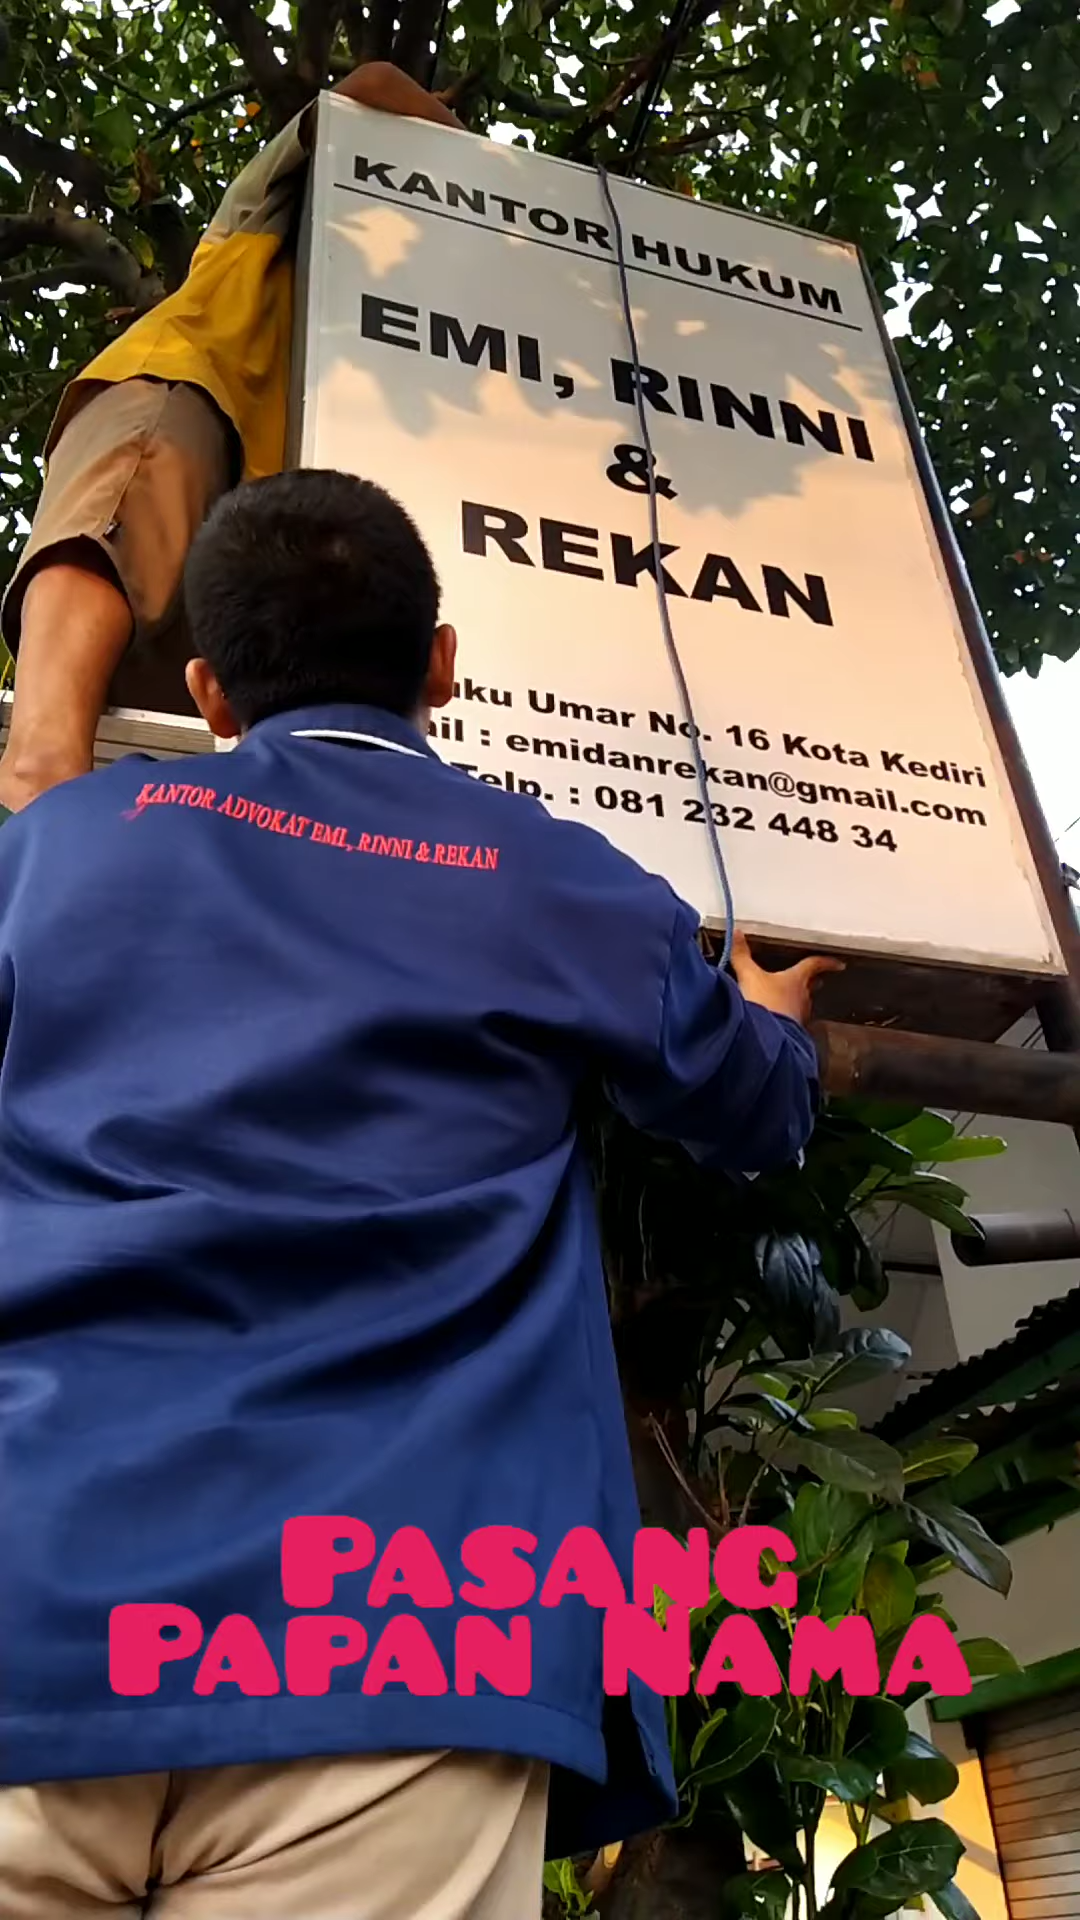 KANTOR HUKUM
EMI, RINNI
&
REKAN
Umar No. 16 Kota Kediri
: emidanrekan@gmail.com
Telp. : 081 232 448 34
KANTOR ADVOKAT EMI, RINNI & REKAN
PASANG
PAPAN NAMA